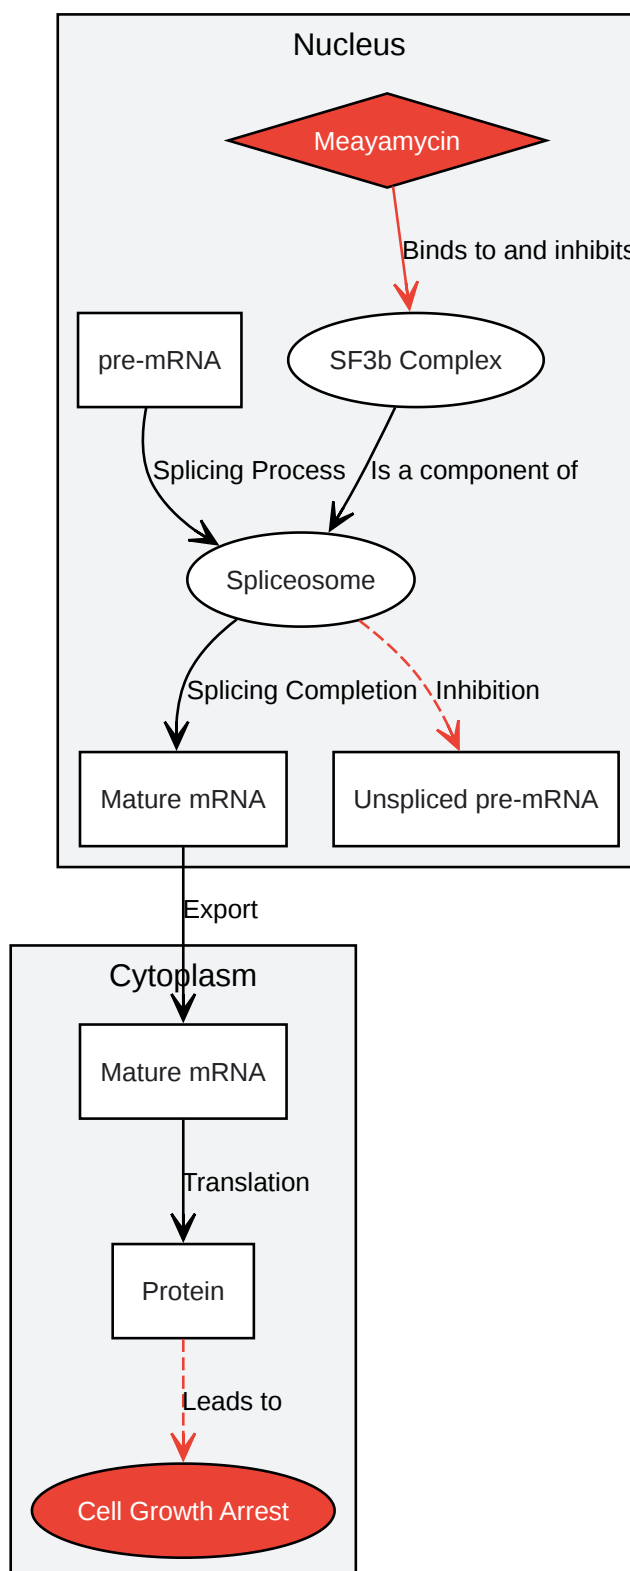 Nucleus
Meayamycin
Binds to and inhibits
pre-mRNA
SF3b Complex
Splicing Process
Is a component of
Spliceosome
Splicing Completion
Inhibition
Mature mRNA
Unspliced pre-mRNA
Export
Cytoplasm
Mature mRNA
Translation
Protein
Leads to
Cell Growth Arrest